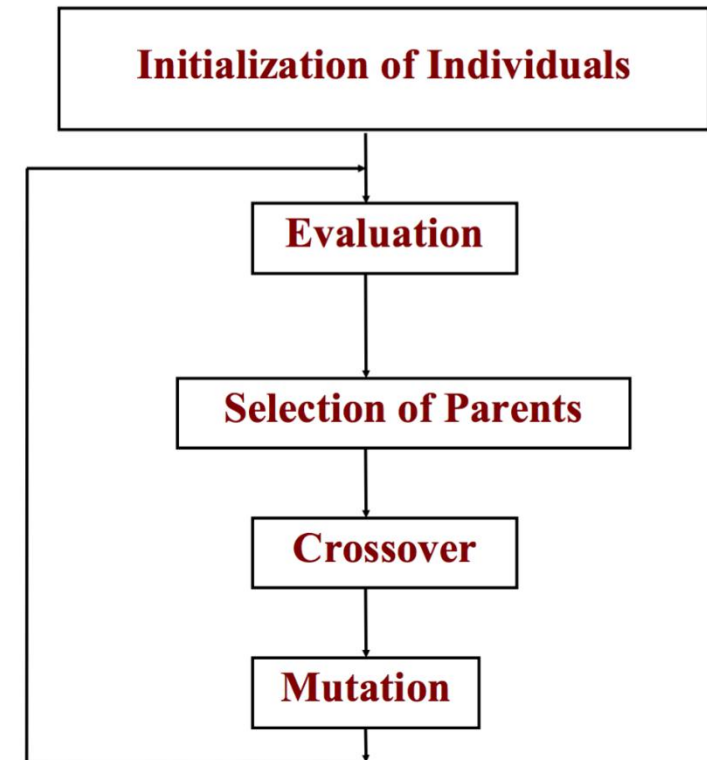 Initialization of Individuals
Evaluation
Selection of Parents
Crossover
Mutation